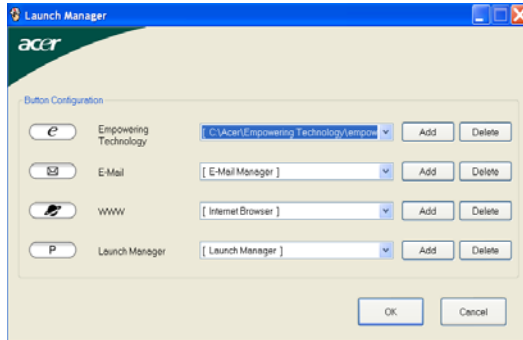 Launch Manager
acer
Button Configuration
e
Empowering
Technology
[ C:\Acer\Empowering Technology\empow
Add
Delete
E-Mail
[ E-Mail Manager ]
Add
Delete
WWW
[ Internet Browser ]
Add
Delete
P
Launch Manager
[ Launch Manager ]
Add
Delete
OK
Cancel